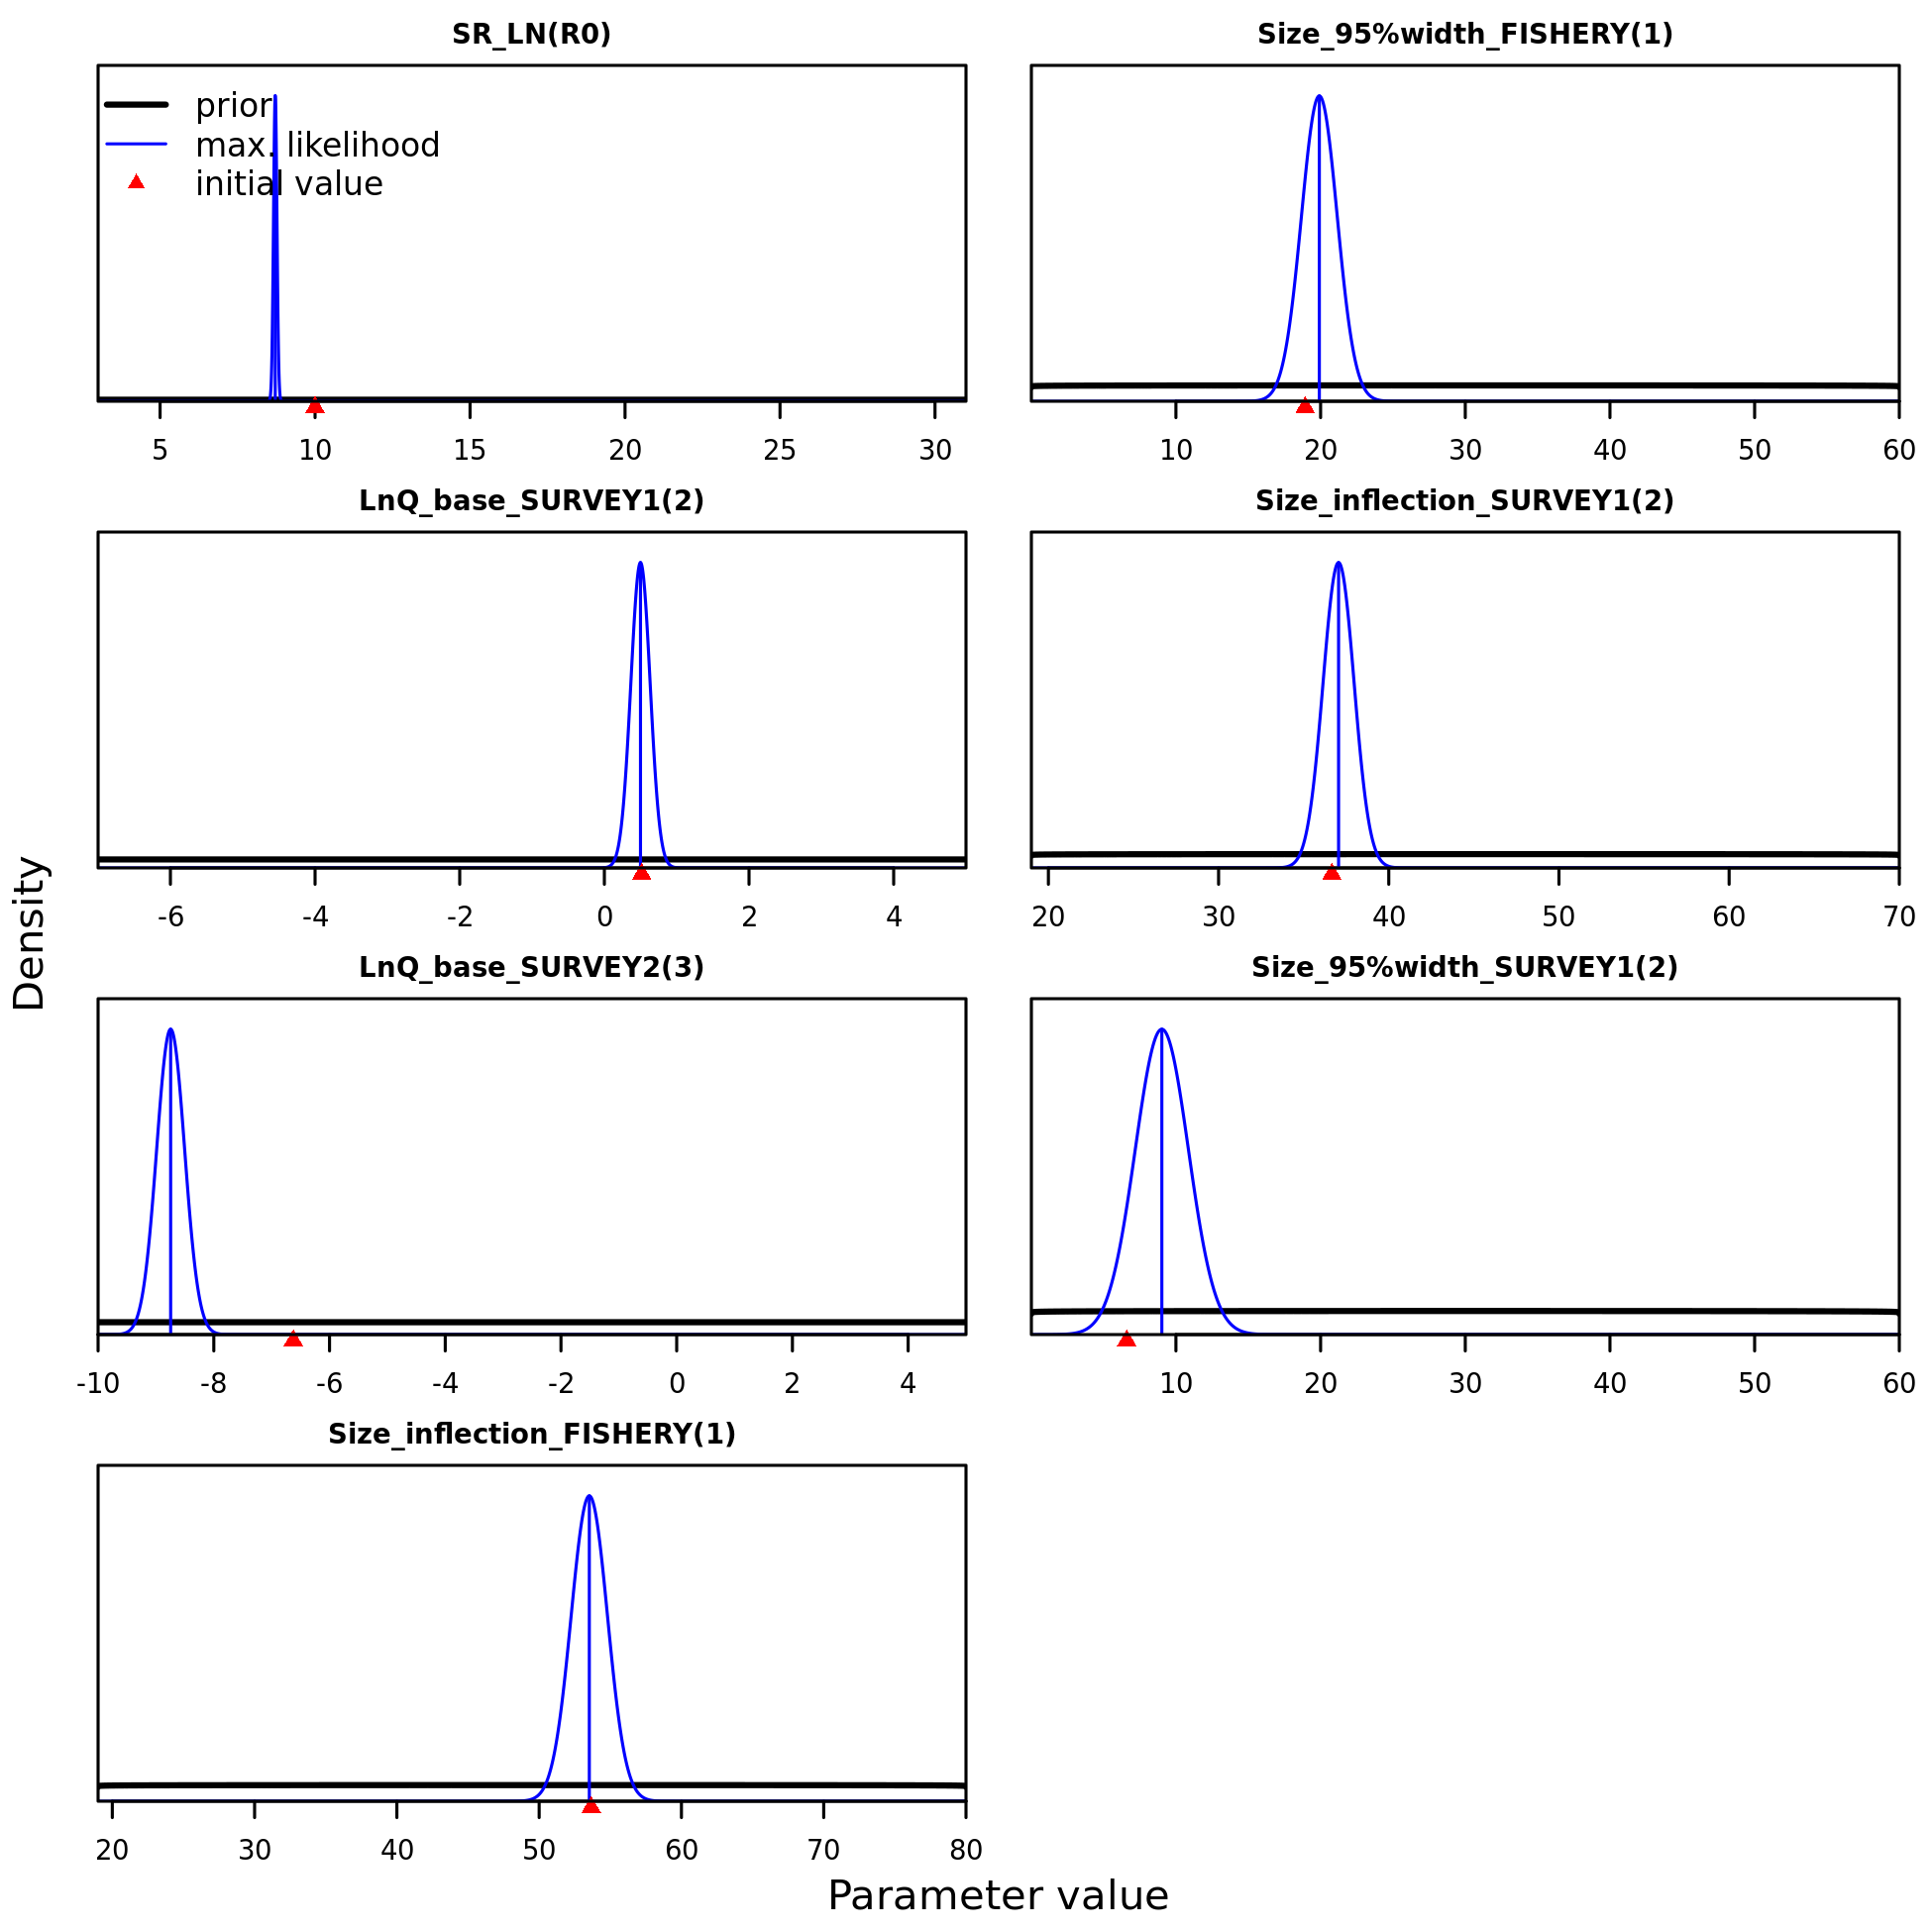 SR_LN(R0)
prior
max. likelihood
initial value
5 10 15 20 25 30
Size_95%width_FISHERY(1)
10 20 30 40 50 60
LnQ_base_SURVEY1(2)
-6 -4 -2 0 2 4
Size_inflection_SURVEY1(2)
20 30 40 50 60 70
LnQ_base_SURVEY2(3)
-10 -8 -6 -4 -2 0 2 4
Size_95%width_SURVEY1(2)
10 20 30 40 50 60
Size_inflection_FISHERY(1)
20 30 40 50 60 70 80
Density
Parameter value